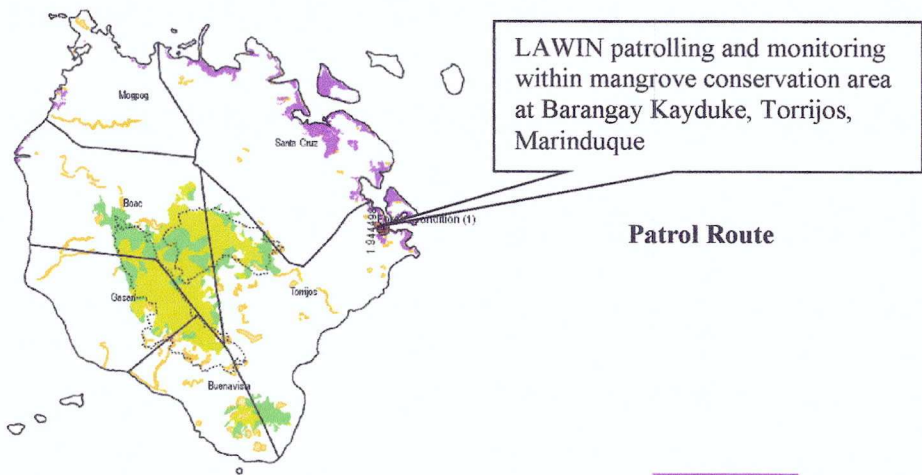 LAWIN patrolling and monitoring
within mangrove conservation area
at Barangay Kayduke, Torrijos,
Marinduque
Mogpog
Santa Cruz
Boac
(1)
Patrol Route
Gasan
Torrijos
Buenavista